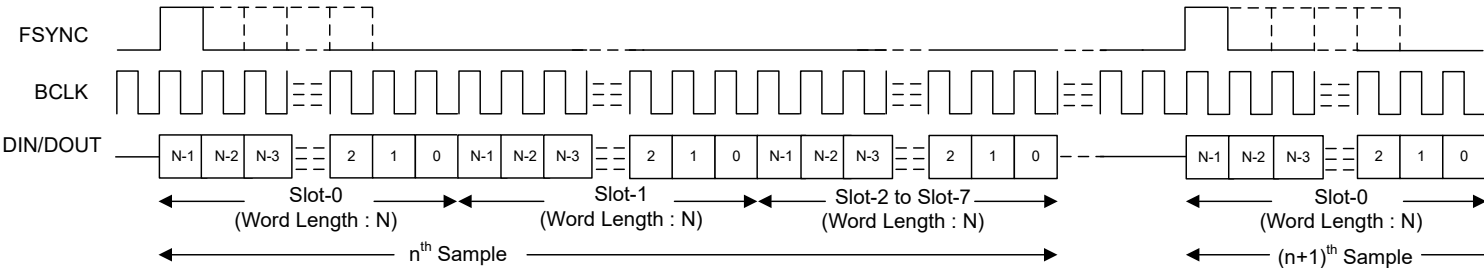 FSYNC
BCLK
DIN/DOUT
N-1 N-2 N-3 2 1 0 N-1 N-2 N-3 2 1 0 N-1 N-2 N-3 2 1 0 N-1 N-2 N-3 2 1 0
Slot-0
(Word Length : N)
Slot-1
(Word Length : N)
Slot-2 to Slot-7
(Word Length : N)
Slot-0
(Word Length : N)
nth Sample
(n+1)th Sample